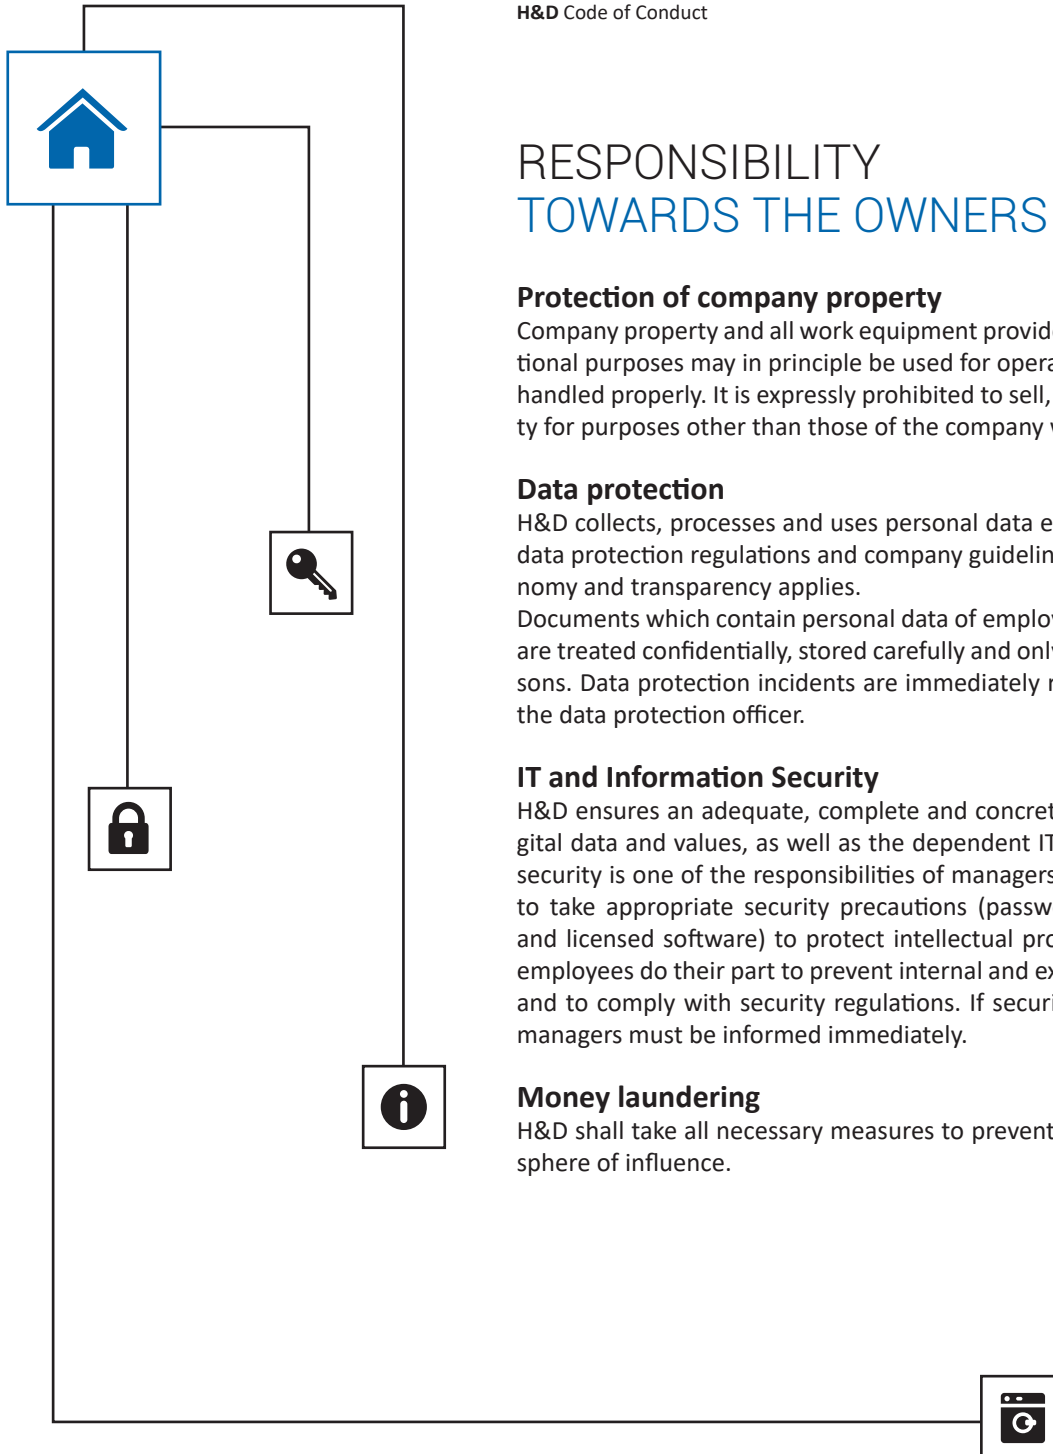 H&D Code of Conduct
RESPONSIBILITY
TOWARDS THE OWNERS
Protection of company property
Company property and all work equipment provid
tional purposes may in principle be used for opera
handled properly. It is expressly prohibited to sell,
ty for purposes other than those of the company
Data protection
H&D collects, processes and uses personal data e
data protection regulations and company guidelin
nomy and transparency applies.
Documents which contain personal data of employ
are treated confidentially, stored carefully and only
sons. Data protection incidents are immediately
the data protection officer.
IT and Information Security
H&D ensures an adequate, complete and concret
gital data and values, as well as the dependent IT
security is one of the responsibilities of managers
to take appropriate security precautions (passw
and licensed software) to protect intellectual pro
employees do their part to prevent internal and ex
and to comply with security regulations. If securi
managers must be informed immediately.
Money laundering
H&D shall take all necessary measures to prevent
sphere of influence.